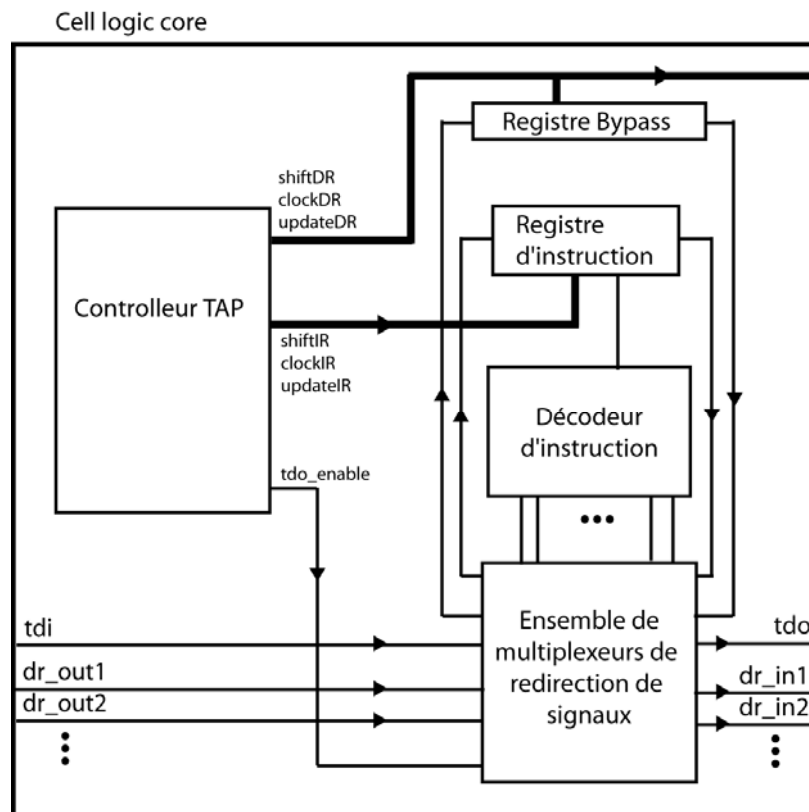 Cell logic core
Registre Bypass
shiftDR
clockDR
updateDR
Registre
d'instruction
Controlleur TAP
shiftIR
clockIR
updateIR
Décodeur
d'instruction
tdo_enable
Ensemble de
multiplexeurs de
redirection de
signaux
tdi
dr_out1
dr_out2
tdo
dr_in1
dr_in2